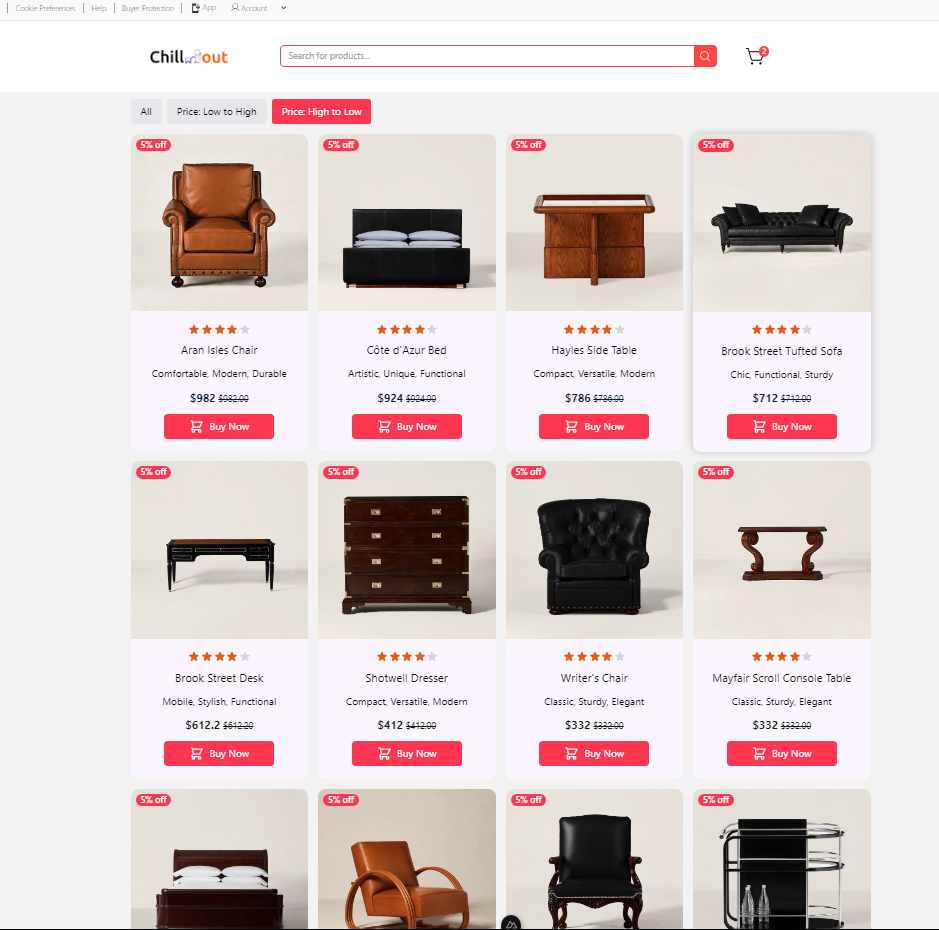 Cookie Preferences
Help
Buyer Protection
App
Account
Chill out
Search for products...
2
All
Price: Low to High
Price: High to Low
5% off
5% off
5% off
5% off
Aran Isles Chair
Côte d'Azur Bed
Hayles Side Table
Brook Street Tufted Sofa
Comfortable, Modern, Durable
Artistic, Unique, Functional
Compact, Versatile, Modern
Chic, Functional, Sturdy
$982 $982.00
$924 $924.00
$786 $786.00
$712 $712.00
Buy Now
Buy Now
Buy Now
Buy Now
5% off
5% off
5% off
5% off
Brook Street Desk
Shotwell Dresser
Writer's Chair
Mayfair Scroll Console Table
Mobile, Stylish, Functional
Compact, Versatile, Modern
Classic, Sturdy, Elegant
Classic, Sturdy, Elegant
$612.2 $612.20
$412 $412.00
$332 $332.00
$332 $332.00
Buy Now
Buy Now
Buy Now
Buy Now
5% off
5% off
5% off
5% off